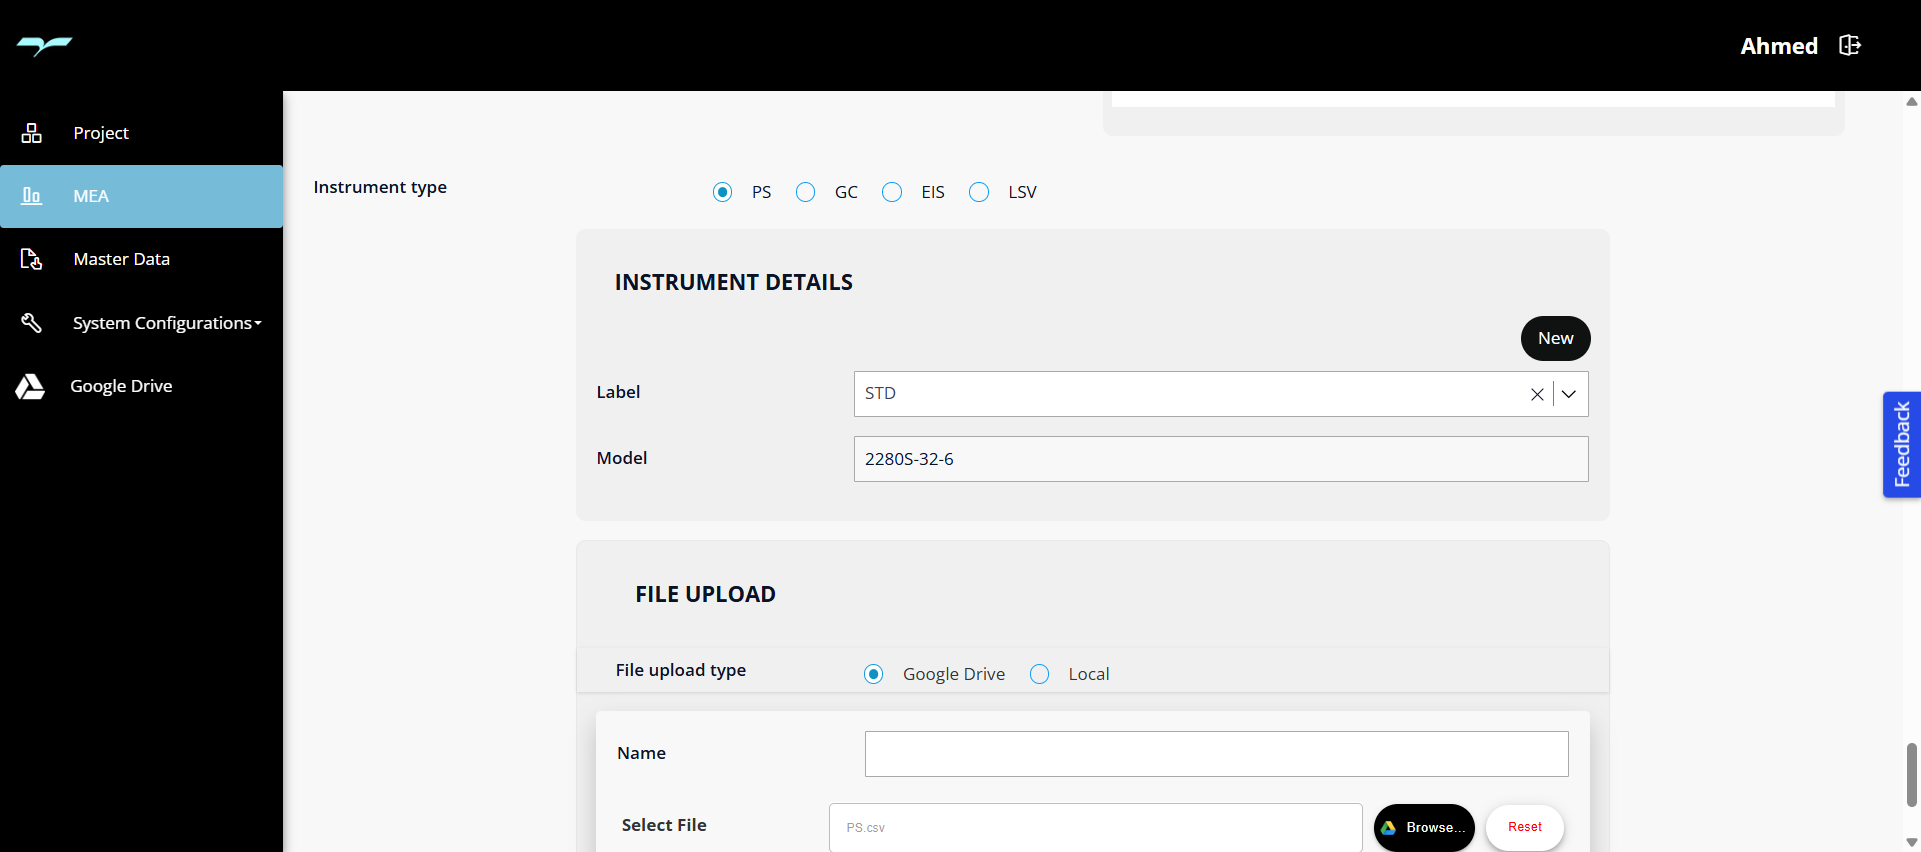 Ahmed
Project
MEA
Master Data
System Configurations
Google Drive
Instrument type
PS GC EIS LSV
INSTRUMENT DETAILS
New
Label
STD
Model
2280S-32-6
FILE UPLOAD
File upload type
Google Drive Local
Name
Select File
PS.csv
Browse...
Reset
Feedback